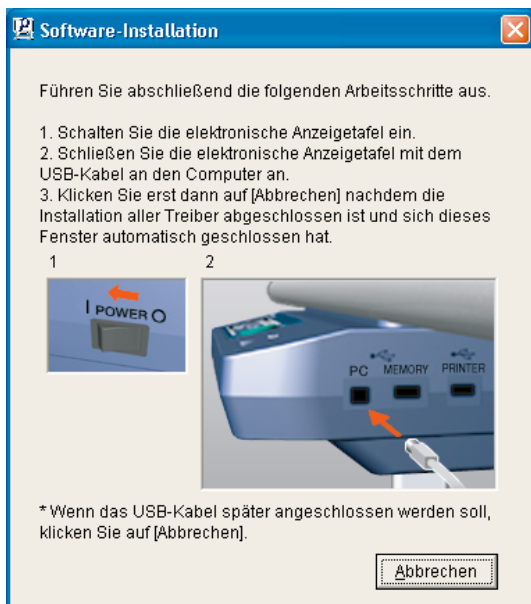 Software-Installation
Führen Sie abschließend die folgenden Arbeitsschritte aus.
1. Schalten Sie die elektronische Anzeigetafel ein.
2. Schließen Sie die elektronische Anzeigetafel mit dem
USB-Kabel an den Computer an.
3. Klicken Sie erst dann auf [Abbrechen] nachdem die
Installation aller Treiber abgeschlossen ist und sich dieses
Fenster automatisch geschlossen hat.
1 2
I POWER O
PC MEMORY PRINTER
* Wenn das USB-Kabel später angeschlossen werden soll,
klicken Sie auf [Abbrechen].
Abbrechen